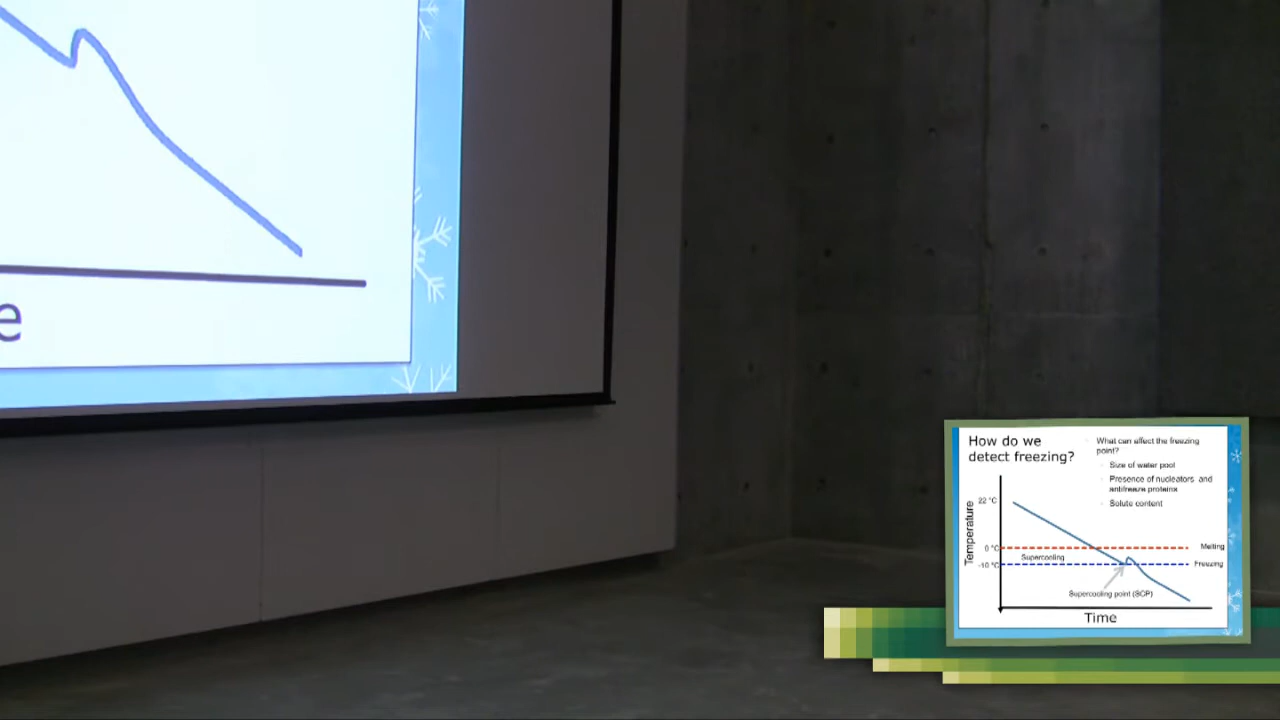 e
How do we
detect freezing?
What can affect the freezing
point?
Size of water pool
Presence of nucleators and
antifreeze proteins
Solute content
22 °C
Temperature
0 °C
Melting
Supercooling
-10 °C
Freezing
Supercooling point (SCP)
Time